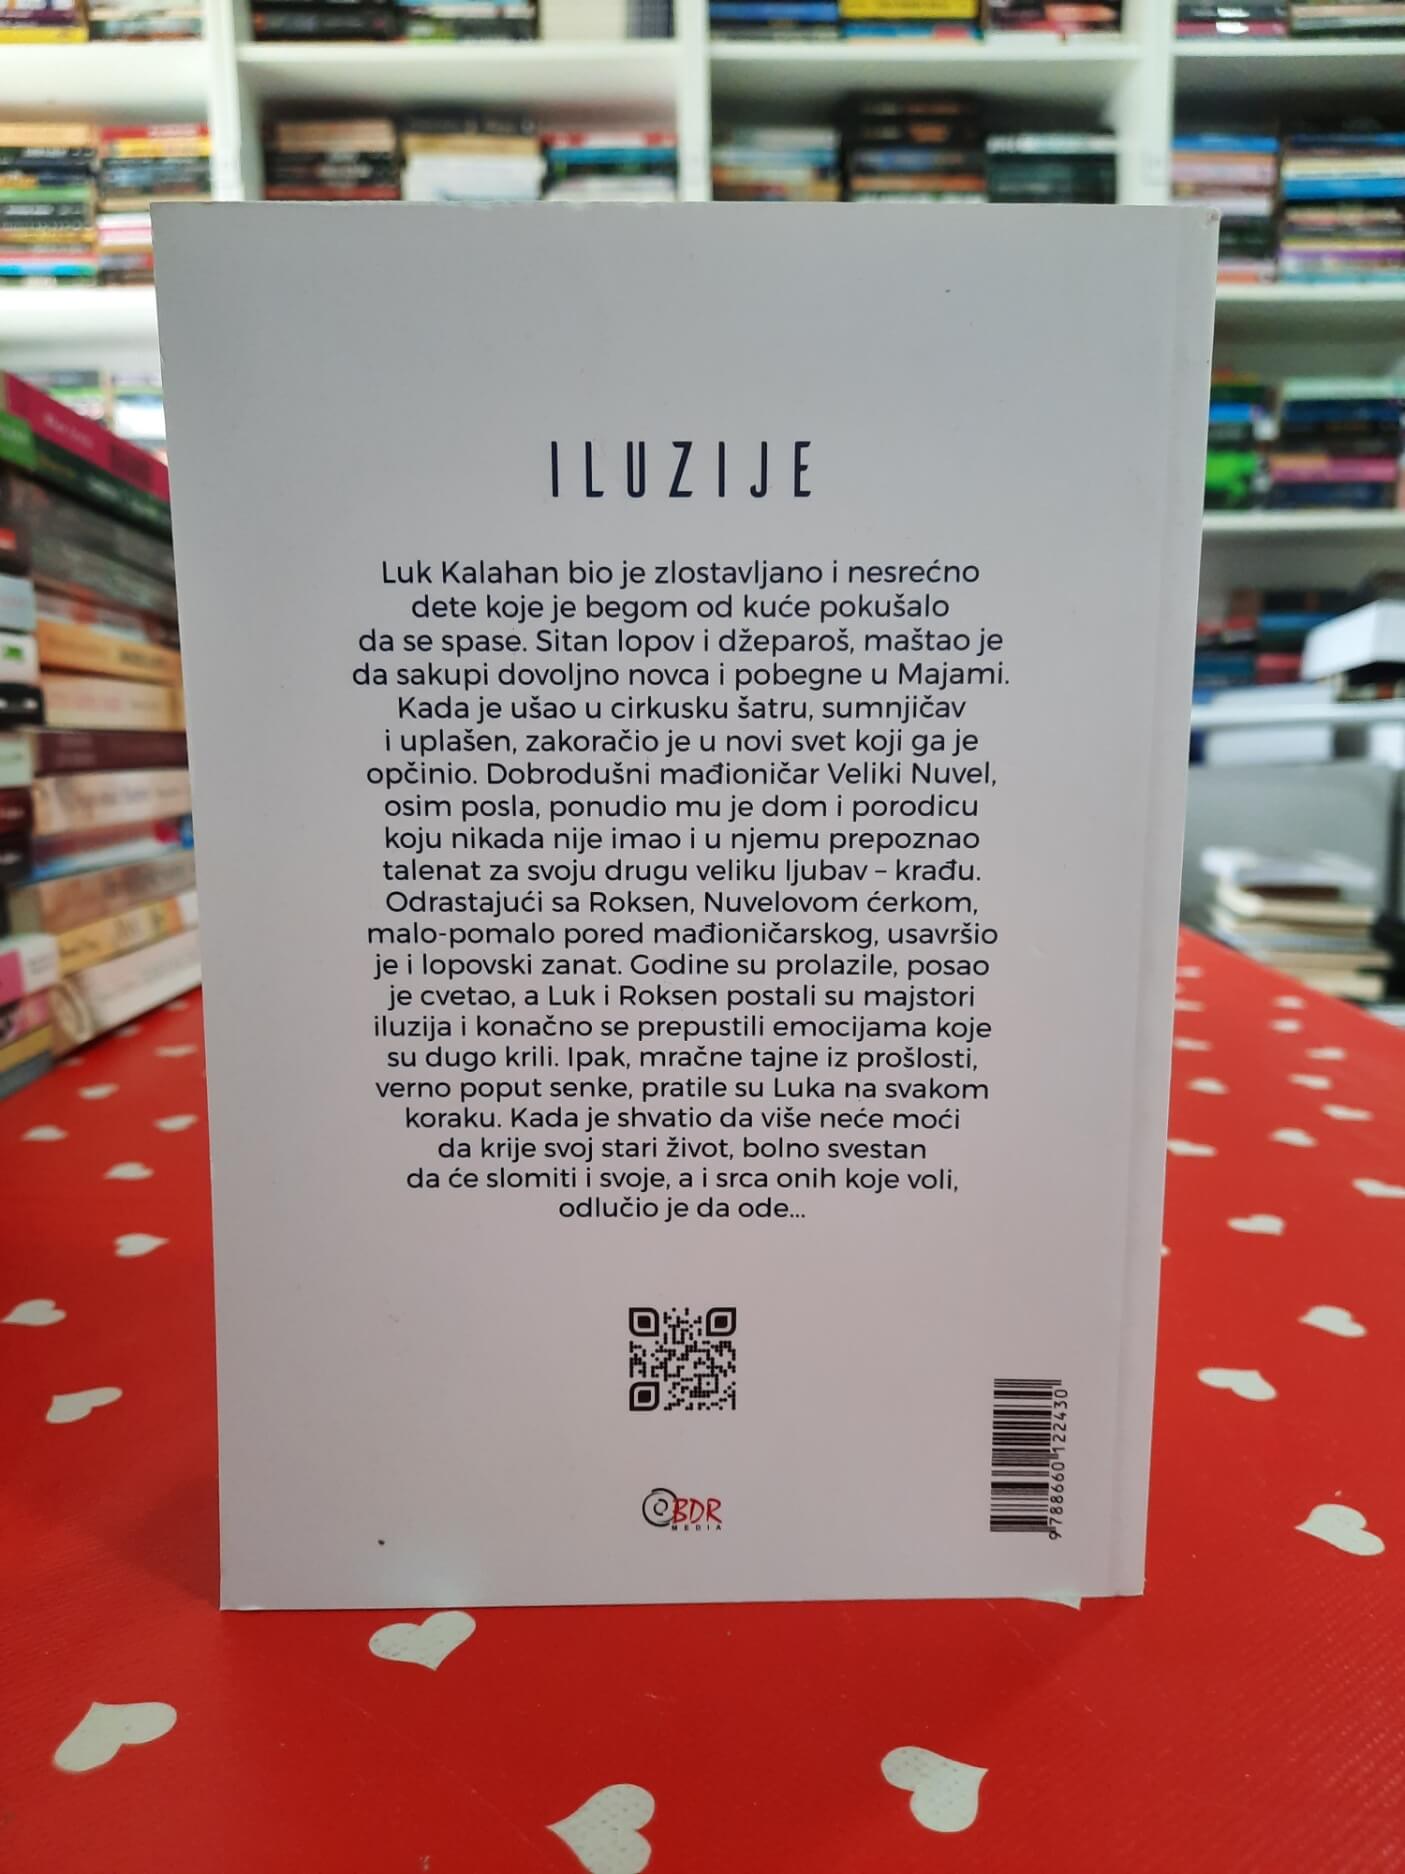 ILUZIJE
Luk Kalahan bio je zlostavljano i nesrećno
dete koje je begom od kuće pokušalo
da se spase. Sitan lopov i džeparoš, maštao je
da sakupi dovoljno novca i pobegne u Majami.
Kada je ušao u cirkusku šatru, sumnjičav
i uplašen, zakoračio je u novi svet koji ga je
opčinio. Dobrodušni mađioničar Veliki Nuvel,
osim posla, ponudio mu je dom i porodicu
koju nikada nije imao i u njemu prepoznao
talenat za svoju drugu veliku ljubav – krađu.
Odrastajući sa Roksen, Nuvelovom ćerkom,
malo-pomalo pored mađioničarskog, usavršio
je i lopovski zanat. Godine su prolazile, posao
je cvetao, a Luk i Roksen postali su majstori
iluzija i konačno se prepustili emocijama koje
su dugo krili. Ipak, mračne tajne iz prošlosti,
verno poput senke, pratile su Luka na svakom
koraku. Kada je shvatio da više neće moći
da krije svoj stari život, bolno svestan
da će slomiti i svoje, a i srca onih koje voli,
odlučio je da ode...
BDR
MEDIA
9788660122430